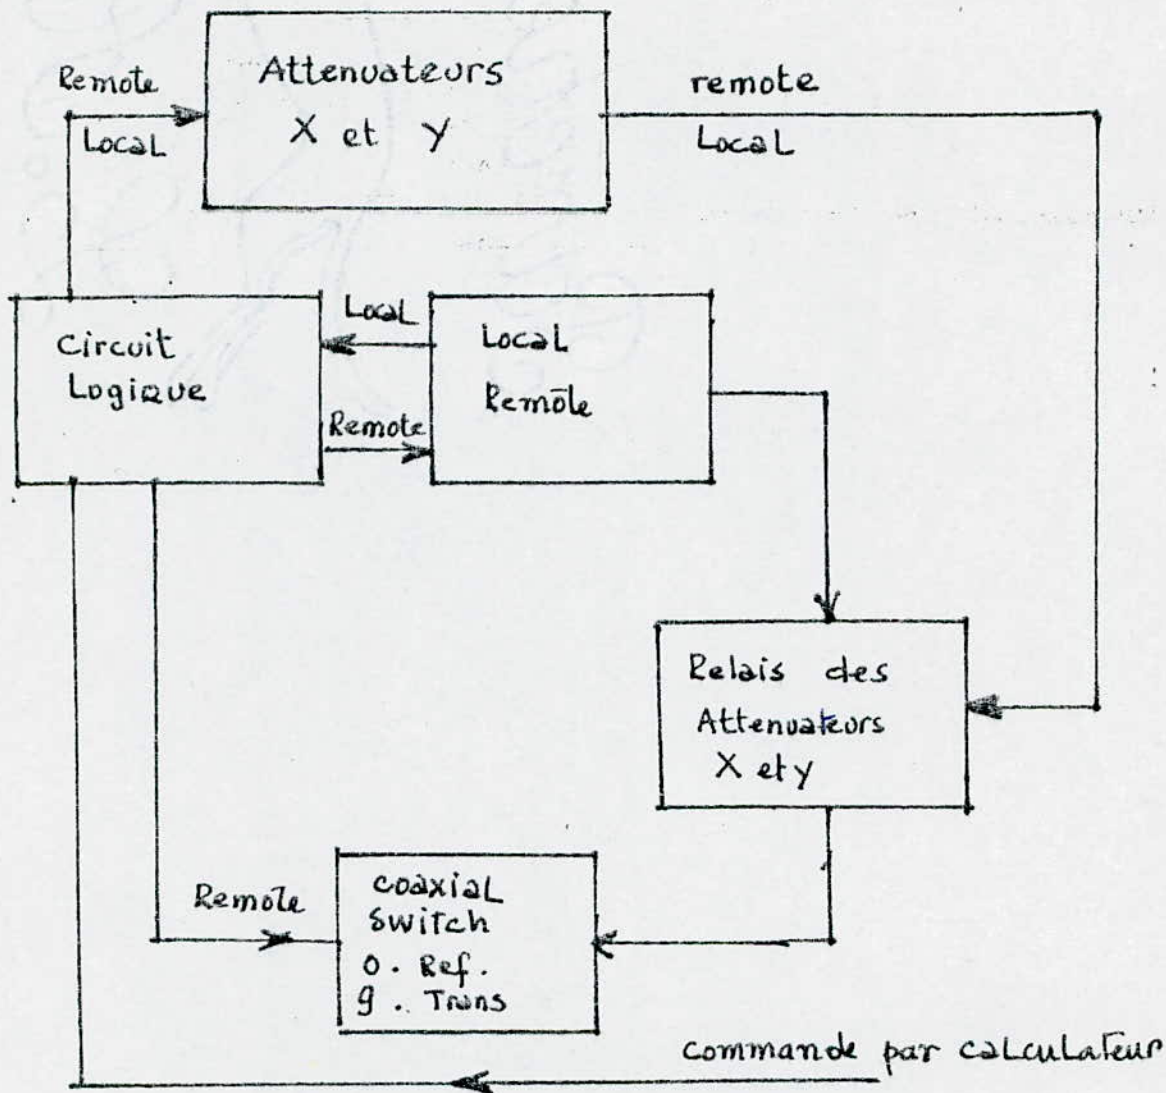 Remote
Local
Attenuateurs
X et Y
remote
Local
Circuit
Logique
Local
Remote
Local
Remōte
Relais des
Attenuateurs
X et y
Remote
coaxial
Switch
0. Ref.
9. Trans
commande par calculateur